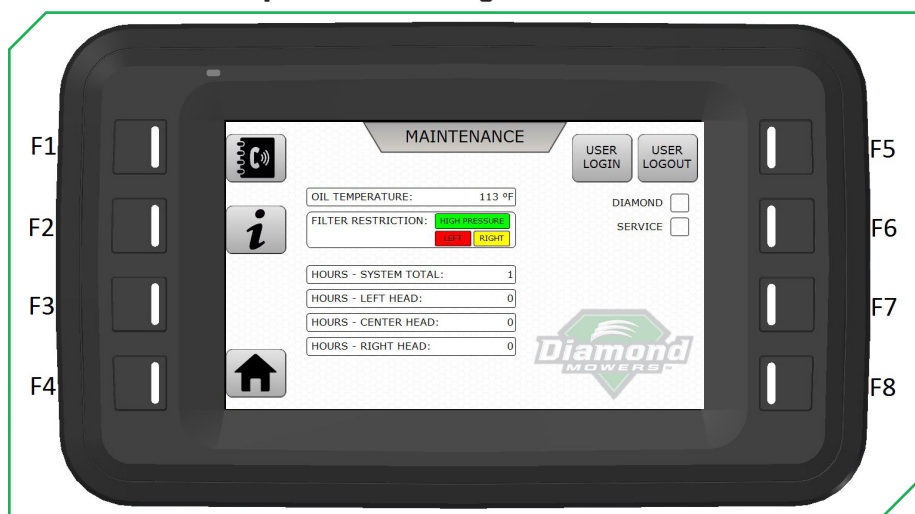 MAINTENANCE
USER LOGIN
USER LOGOUT
F1
F5
OIL TEMPERATURE: 113 ºF
DIAMOND
F2
FILTER RESTRICTION: HIGH PRESSURE
SERVICE
F6
LEFT RIGHT
HOURS - SYSTEM TOTAL: 1
F3
HOURS - LEFT HEAD: 0
F7
HOURS - CENTER HEAD: 0
HOURS - RIGHT HEAD: 0
Diamond
MOWERS
F4
F8